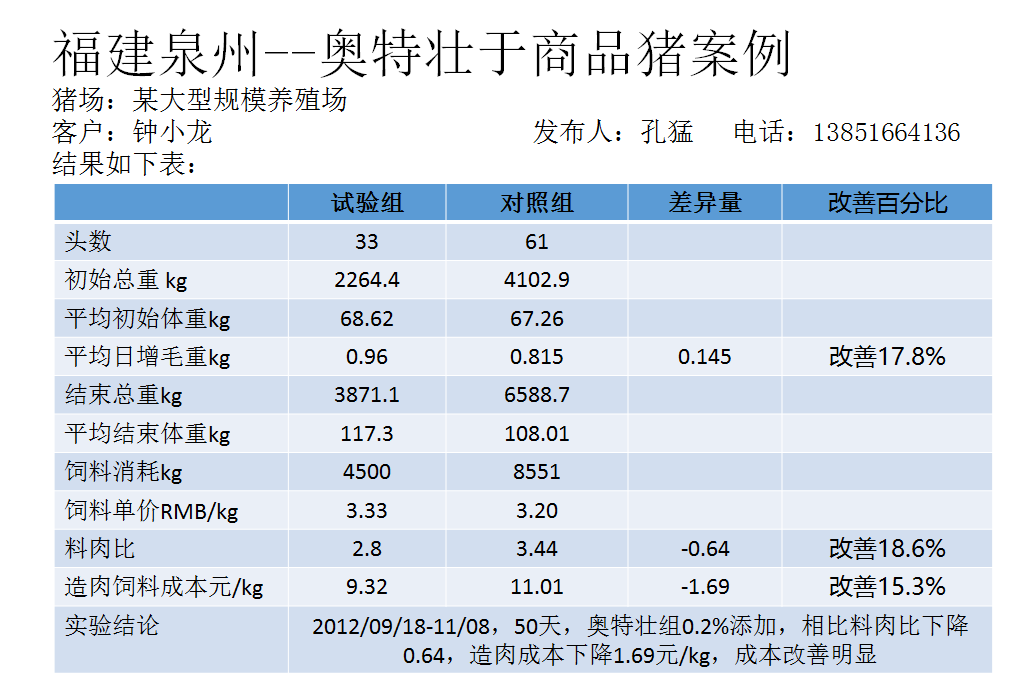 福建泉州--奥特壮于商品猪案例
猪场：某大型规模养殖场
客户：钟小龙 发布人：孔猛 电话：13851664136
结果如下表：
试验组 对照组 差异量 改善百分比
头数 33 61
初始总重 kg 2264.4 4102.9
平均初始体重kg 68.62 67.26
平均日增毛重kg 0.96 0.815 0.145 改善17.8%
结束总重kg 3871.1 6588.7
平均结束体重kg 117.3 108.01
饲料消耗kg 4500 8551
饲料单价RMB/kg 3.33 3.20
料肉比 2.8 3.44 -0.64 改善18.6%
造肉饲料成本元/kg 9.32 11.01 -1.69 改善15.3%
实验结论 2012/09/18-11/08，50天，奥特壮组0.2%添加，相比料肉比下降
0.64，造肉成本下降1.69元/kg，成本改善明显